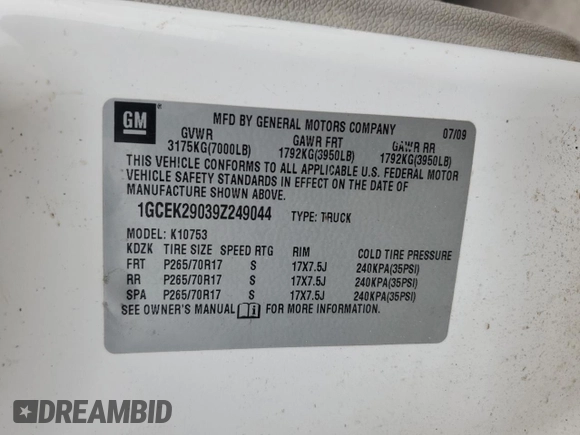 GM
MFD BY GENERAL MOTORS COMPANY 07/09
GVWR GAWR FRT GAWR RR
3175KG(7000LB) 1792KG(3950LB) 1792KG(3950LB)
THIS VEHICLE CONFORMS TO ALL APPLICABLE U.S. FEDERAL MOTOR
VEHICLE SAFETY STANDARDS IN EFFECT ON THE DATE OF
MANUFACTURE SHOWN ABOVE.
1GCEK29039Z249044 TYPE: TRUCK
MODEL: K10753
KDZK TIRE SIZE SPEED RTG RIM COLD TIRE PRESSURE
FRT P265/70R17 S 17X7.5J 240KPA(35PSI)
RR P265/70R17 S 17X7.5J 240KPA(35PSI)
SPA P265/70R17 S 17X7.5J 240KPA(35PSI)
SEE OWNER'S MANUAL FOR MORE INFORMATION.
DREAMBID